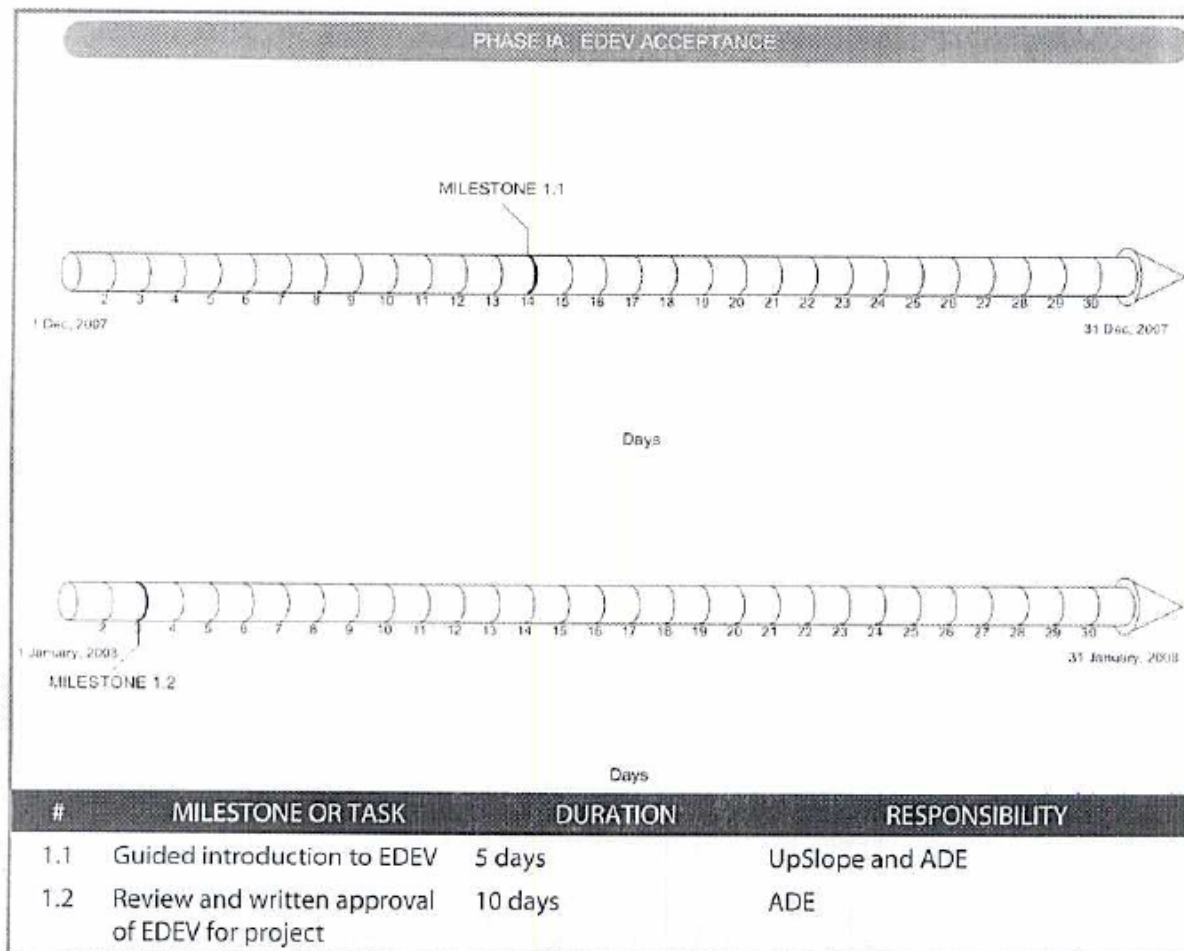 PHASE IA: EDEV ACCEPTANCE
MILESTONE 1.1
2 3 4 5 6 7 8 9 10 11 12 13 14 15 16 17 18 19 20 21 22 23 24 25 26 27 28 29 30
1 Dec, 2007 31 Dec, 2007
Days
2 4 5 6 7 8 9 10 11 12 13 14 15 16 17 18 19 20 21 22 23 24 25 26 27 28 29 30
1 January, 2008 31 January, 2008
MILESTONE 1.2
Days
# MILESTONE OR TASK DURATION RESPONSIBILITY
1.1 Guided introduction to EDEV 5 days UpSlope and ADE
1.2 Review and written approval 10 days ADE
of EDEV for project